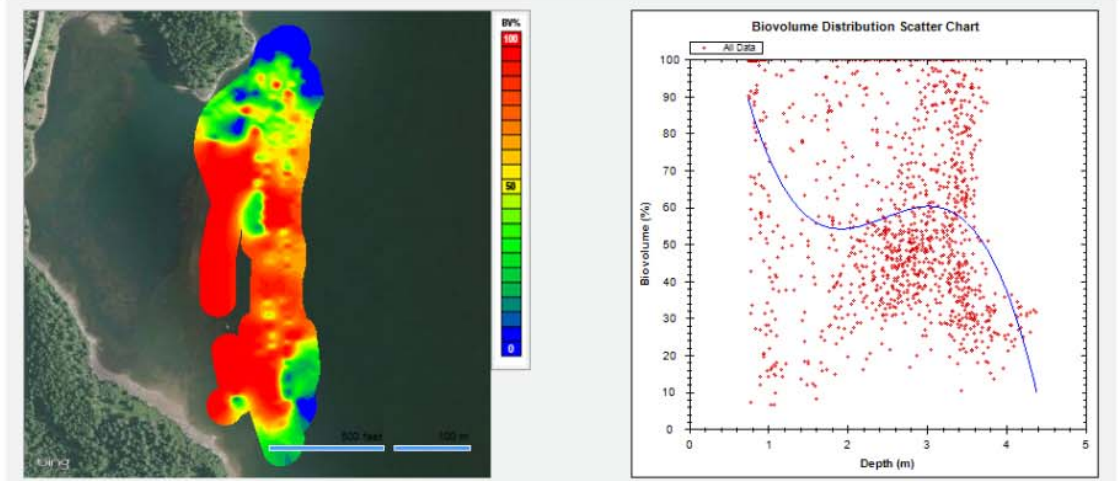 BV%
100
50
0
500 feet
100 m
bing
Biovolume Distribution Scatter Chart
All Data
100
90
80
70
60
50
40
30
20
10
0
Biovolume (%)
0
1
2
3
4
5
Depth (m)